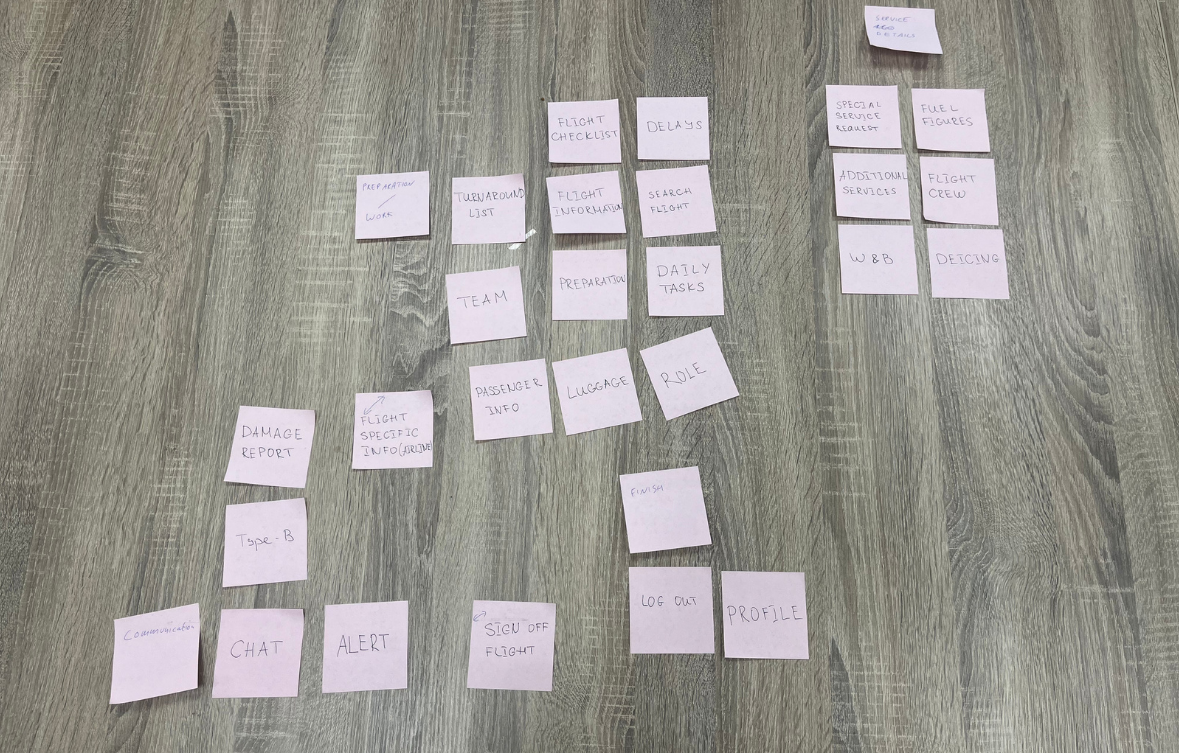 SERVICE
DETAILS
FLIGHT
CHECKLIST
DELAYS
SPECIAL
SERVICE
REQUEST
FUEL
FIGURES
PREPARATION
/
WORK
TURNAROUND
LIST
FLIGHT
INFORMATION
SEARCH
FLIGHT
ADDITIONAL
SERVICES
FLIGHT
CREW
TEAM
PREPARATION
DAILY
TASKS
W & B
DEICING
PASSENGER
INFO
LUGGAGE
ROLE
DAMAGE
REPORT
FLIGHT
SPECIFIC
INFO (AIRLINE)
Type-B
FINISH
Communication
CHAT
ALERT
SIGN OFF
FLIGHT
LOG OUT
PROFILE